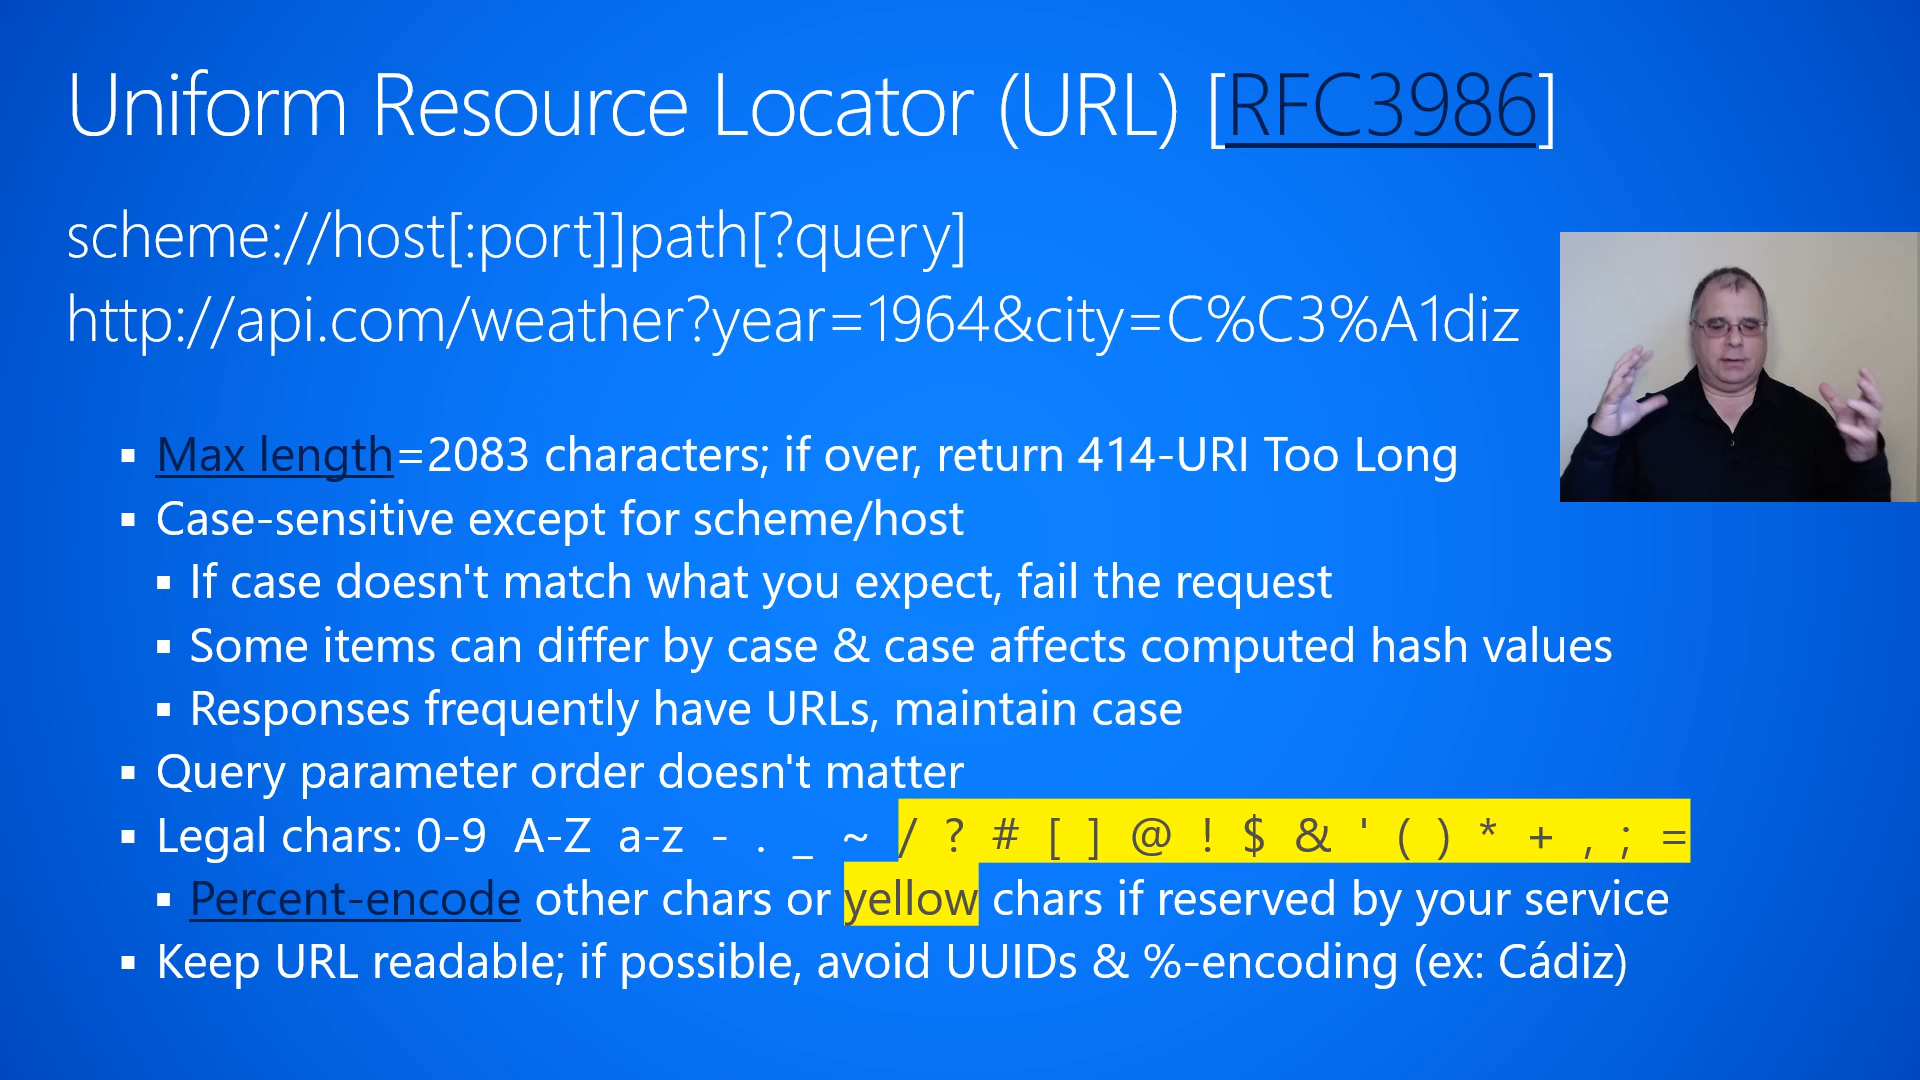 Uniform Resource Locator (URL) [RFC3986]
scheme://host[:port]]path[?query]
http://api.com/weather?year=1964&city=C%C3%A1diz
▪ Max length=2083 characters; if over, return 414-URI Too Long
▪ Case-sensitive except for scheme/host
▪ If case doesn't match what you expect, fail the request
▪ Some items can differ by case & case affects computed hash values
▪ Responses frequently have URLs, maintain case
▪ Query parameter order doesn't matter
▪ Legal chars: 0-9 A-Z a-z - . _ ~ / ? # [ ] @ ! $ & ' ( ) * + , ; =
▪ Percent-encode other chars or yellow chars if reserved by your service
▪ Keep URL readable; if possible, avoid UUIDs & %-encoding (ex: Cádiz)